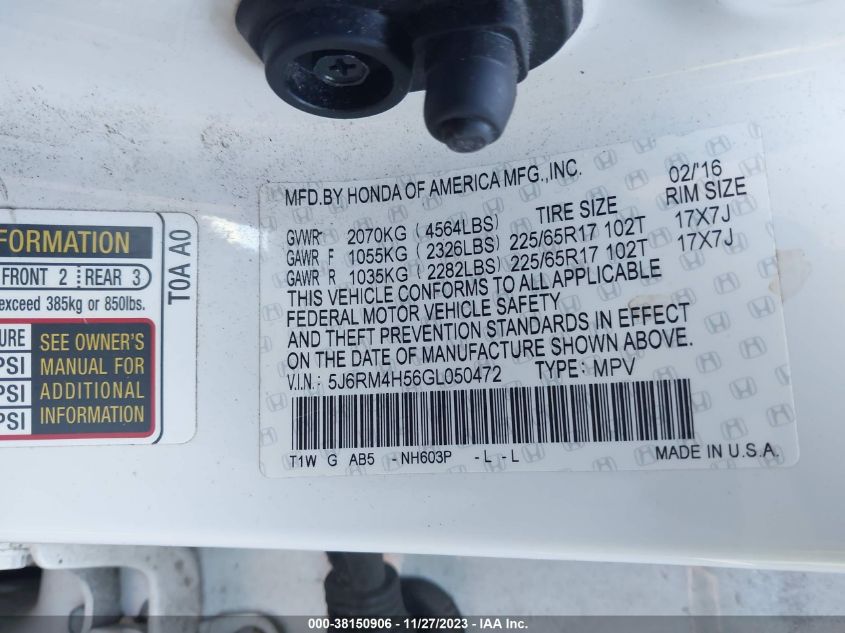 MFD.BY HONDA OF AMERICA MFG.,INC. 02/'16
TIRE SIZE RIM SIZE
GVWR 2070KG (4564LBS)
GAWR F 1055KG (2326LBS) 225/65R17 102T 17X7J
GAWR R 1035KG (2282LBS) 225/65R17 102T 17X7J
THIS VEHICLE CONFORMS TO ALL APPLICABLE
FEDERAL MOTOR VEHICLE SAFETY
AND THEFT PREVENTION STANDARDS IN EFFECT
ON THE DATE OF MANUFACTURE SHOWN ABOVE.
V.I.N.: 5J6RM4H56GL050472 TYPE: MPV
T1W G AB5 -NH603P -L -L MADE IN U.S.A.
FORMATION
FRONT 2 REAR 3
exceed 385kg or 850lbs.
URE
PSI
PSI
PSI
SEE OWNER'S
MANUAL FOR
ADDITIONAL
INFORMATION
T0A A0
000-38150906 - 11/27/2023 - IAA Inc.